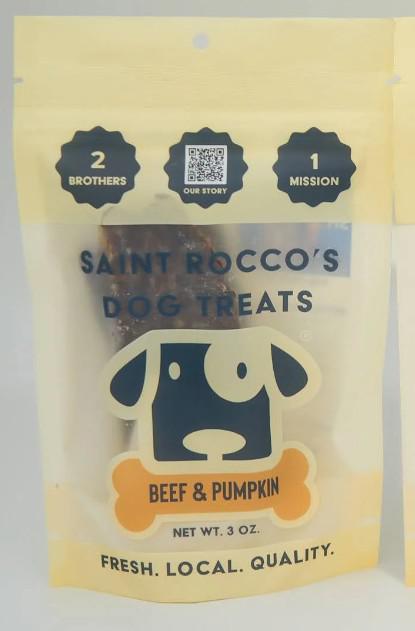 2
BROTHERS
OUR STORY
1
MISSION
SAINT ROCCO'S
DOG TREATS
®
BEEF & PUMPKIN
NET WT. 3 OZ.
FRESH. LOCAL. QUALITY.